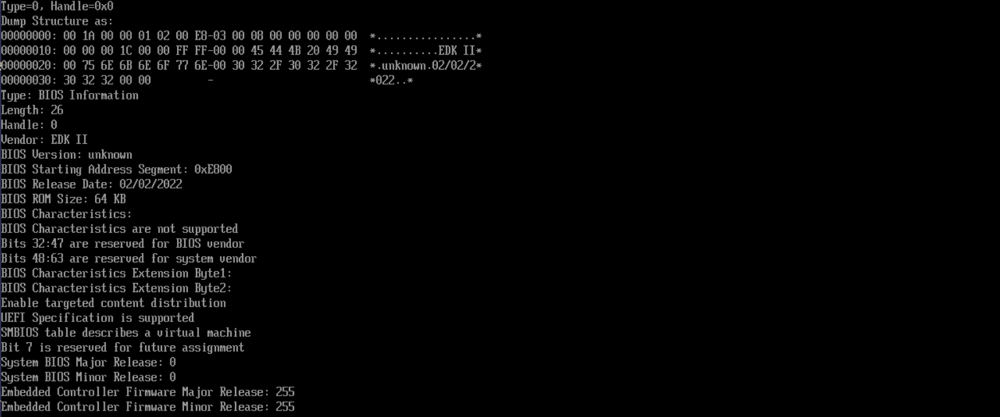 Type=0, Handle=0x0
Dump Structure as:
00000000: 00 1A 00 00 01 02 00 E8-03 00 08 00 00 00 00 00  *................*
00000010: 00 00 00 1C 00 00 FF FF-00 00 45 44 4B 20 49 49  *..........EDK II*
00000020: 00 75 6E 6B 6E 6F 77 6E-00 30 32 2F 30 32 2F 32  *.unknown.02/02/2*
00000030: 30 32 32 00 00         -                         *022..*
Type: BIOS Information
Length: 26
Handle: 0
Vendor: EDK II
BIOS Version: unknown
BIOS Starting Address Segment: 0xE800
BIOS Release Date: 02/02/2022
BIOS ROM Size: 64 KB
BIOS Characteristics:
BIOS Characteristics are not supported
Bits 32:47 are reserved for BIOS vendor
Bits 48:63 are reserved for system vendor
BIOS Characteristics Extension Byte1:
BIOS Characteristics Extension Byte2:
Enable targeted content distribution
UEFI Specification is supported
SMBIOS table describes a virtual machine
Bit 7 is reserved for future assignment
System BIOS Major Release: 0
System BIOS Minor Release: 0
Embedded Controller Firmware Major Release: 255
Embedded Controller Firmware Minor Release: 255